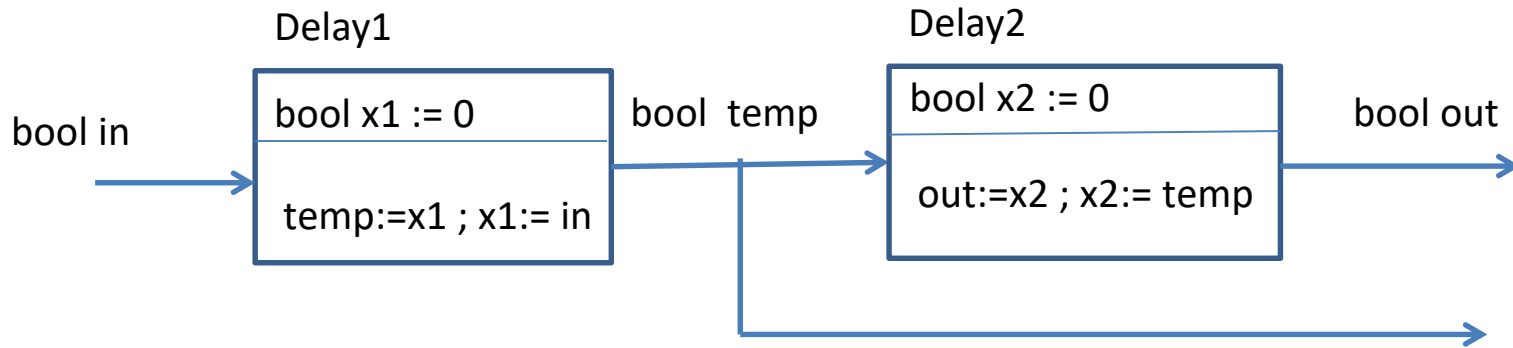 Delay1
Delay2
bool in
bool x1 := 0
temp:=x1 ; x1:= in
bool temp
bool x2 := 0
out:=x2 ; x2:= temp
bool out